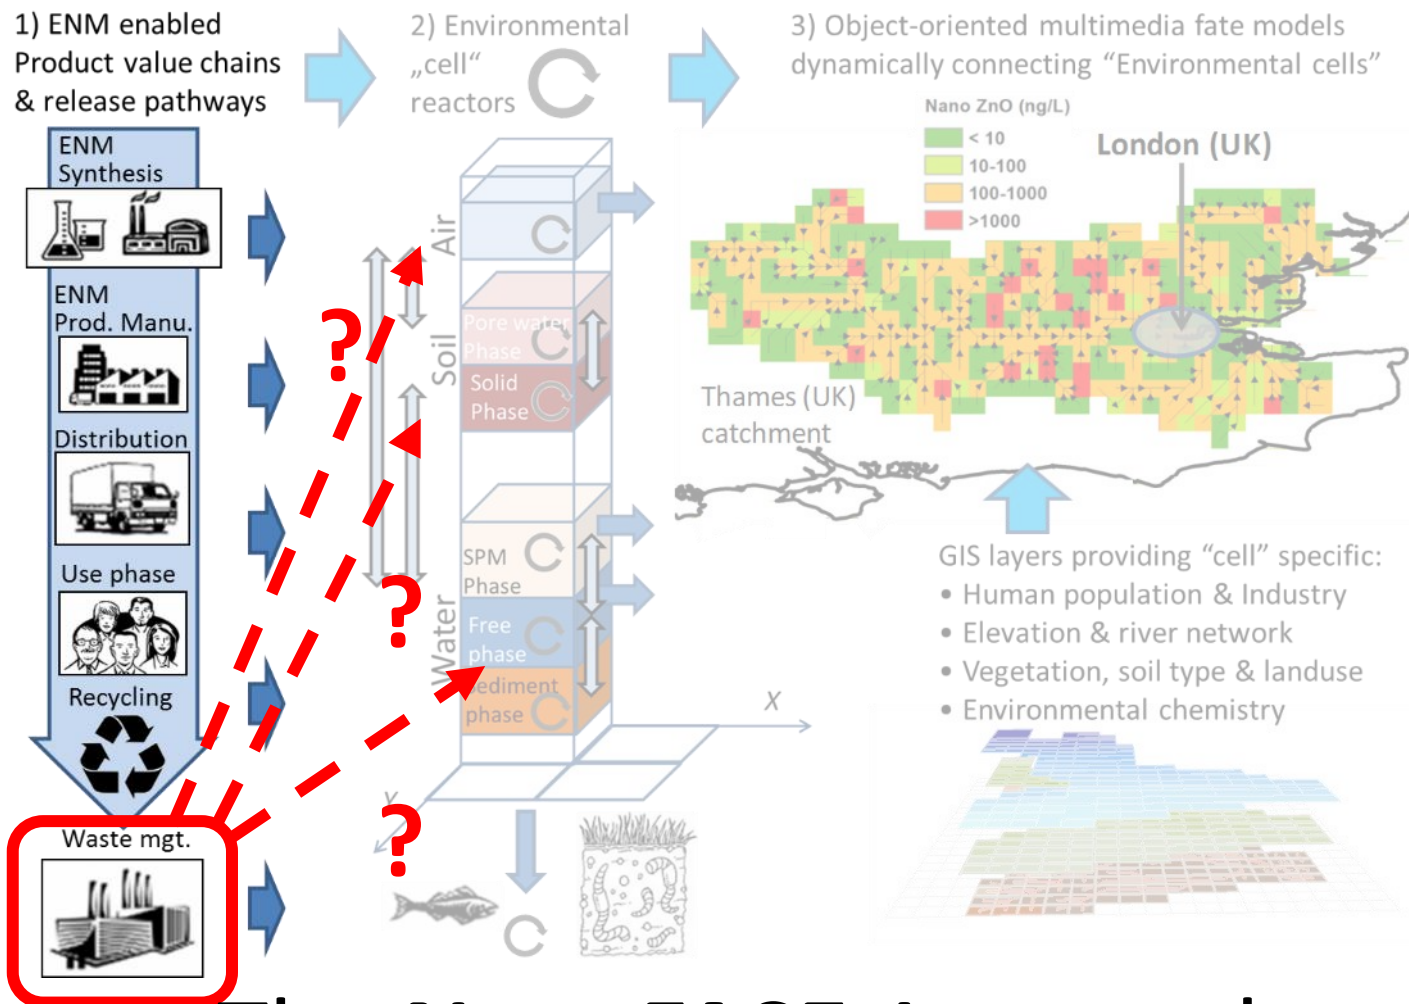 1) ENM enabled
Product value chains
& release pathways
ENM
Synthesis
ENM
Prod. Manu.
Distribution
Use phase
Recycling
Waste mgt.
?
?
?
2) Environmental
„cell“
reactors
Air
Soil
Water
Pore water
Phase
Solid
Phase
SPM
Phase
Free
phase
Sediment
phase
X
Y
3) Object-oriented multimedia fate models
dynamically connecting “Environmental cells”
Nano ZnO (ng/L)
< 10
10-100
100-1000
>1000
London (UK)
Thames (UK)
catchment
GIS layers providing “cell” specific:
• Human population & Industry
• Elevation & river network
• Vegetation, soil type & landuse
• Environmental chemistry